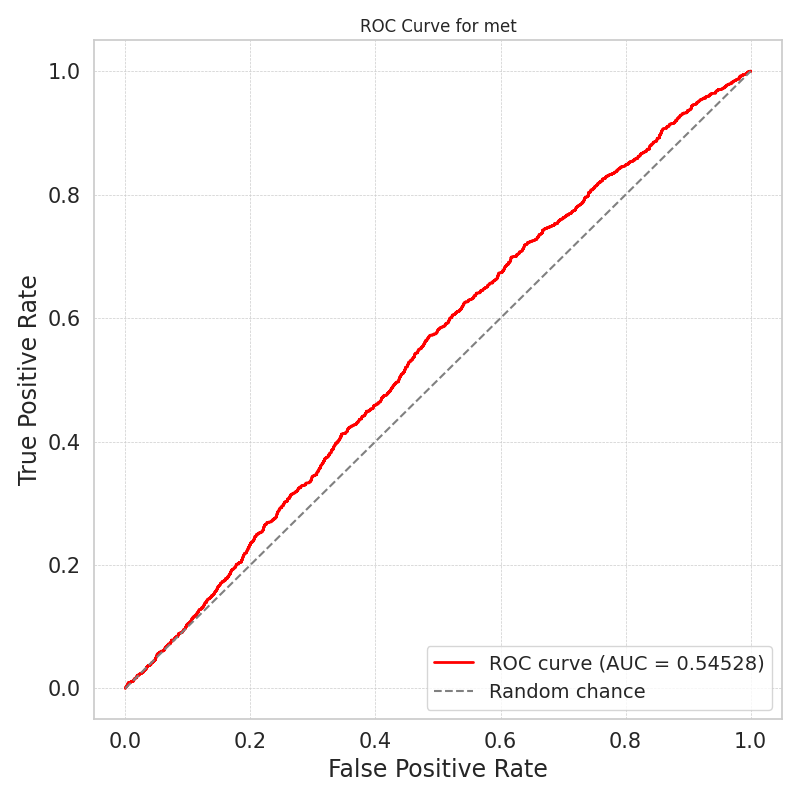 ROC Curve for met
1.0
0.8
0.6
0.4
0.2
0.0
True Positive Rate
ROC curve (AUC = 0.54528)
Random chance
0.0 0.2 0.4 0.6 0.8 1.0
False Positive Rate